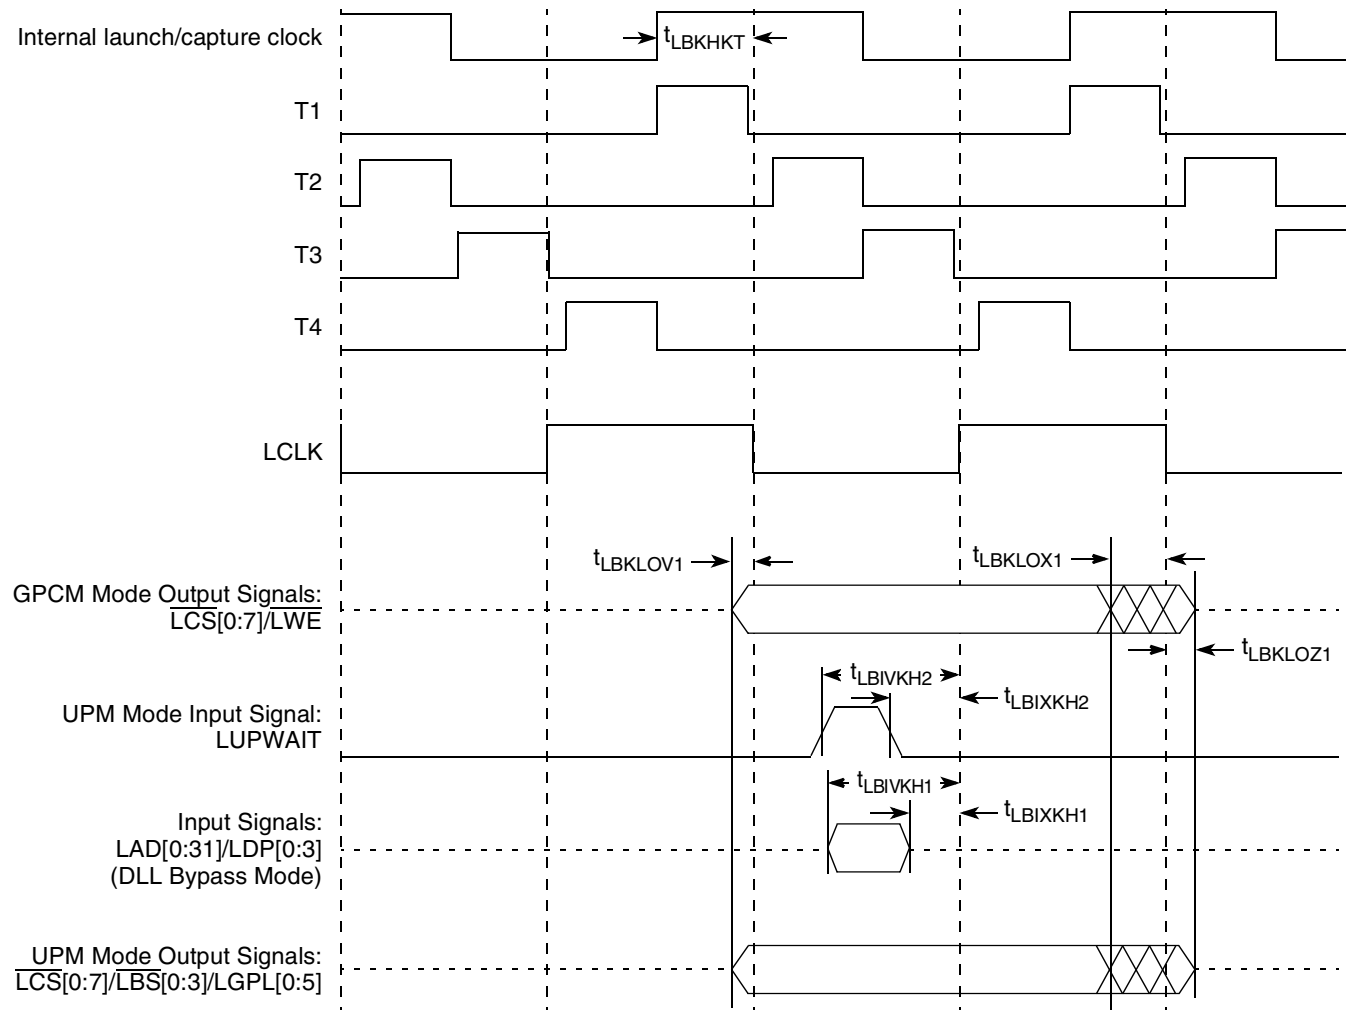 Internal launch/capture clock
tLBKHKT
T1
T2
T3
T4
LCLK
tLBKLOV1
tLBKLOX1
GPCM Mode Output Signals:
LCS[0:7]/LWE
tLBKLOZ1
tLBIVKH2
tLBIXKH2
UPM Mode Input Signal:
LUPWAIT
tLBIVKH1
tLBIXKH1
Input Signals:
LAD[0:31]/LDP[0:3]
(DLL Bypass Mode)
UPM Mode Output Signals:
LCS[0:7]/LBS[0:3]/LGPL[0:5]